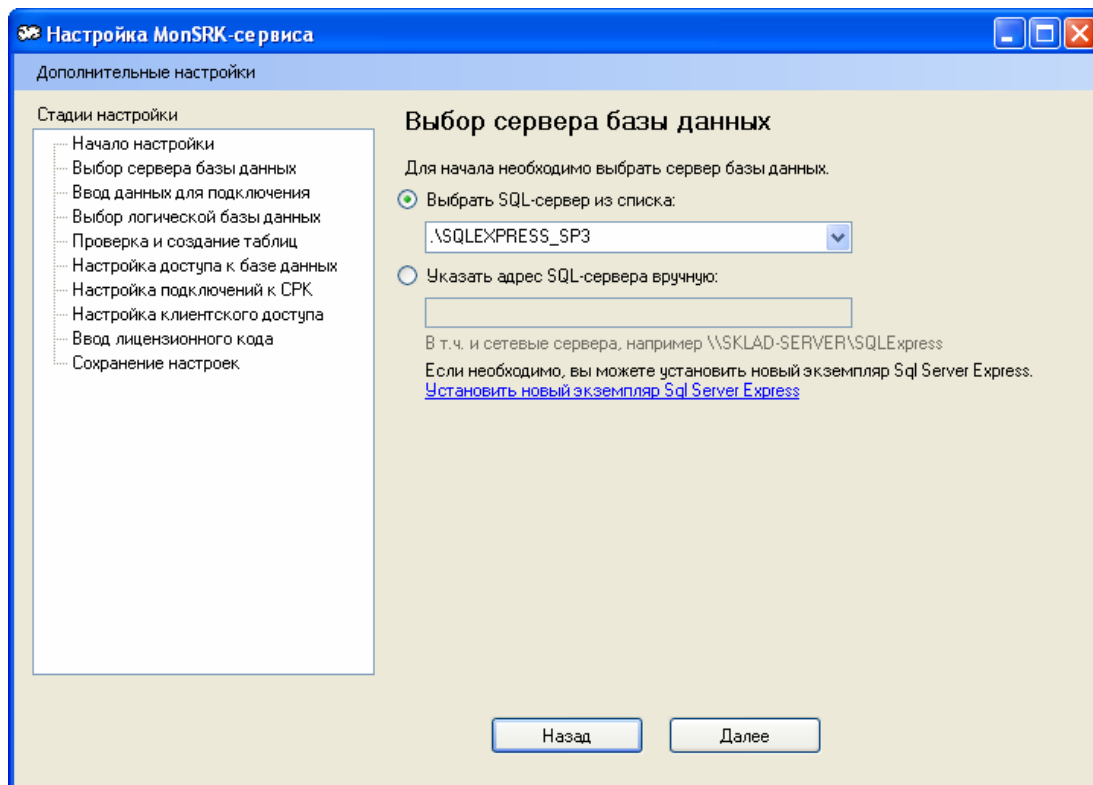 Настройка MonSRK-сервиса
Дополнительные настройки
Стадии настройки
Начало настройки
Выбор сервера базы данных
Ввод данных для подключения
Выбор логической базы данных
Проверка и создание таблиц
Настройка доступа к базе данных
Настройка подключений к СРК
Настройка клиентского доступа
Ввод лицензионного кода
Сохранение настроек
Выбор сервера базы данных
Для начала необходимо выбрать сервер базы данных.
Выбрать SQL-сервер из списка:
.\SQLEXPRESS_SP3
Указать адрес SQL-сервера вручную:
В т.ч. и сетевые сервера, например \\SKLAD-SERVER\SQLExpress
Если необходимо, вы можете установить новый экземпляр Sql Server Express.
Установить новый экземпляр Sql Server Express
Назад
Далее